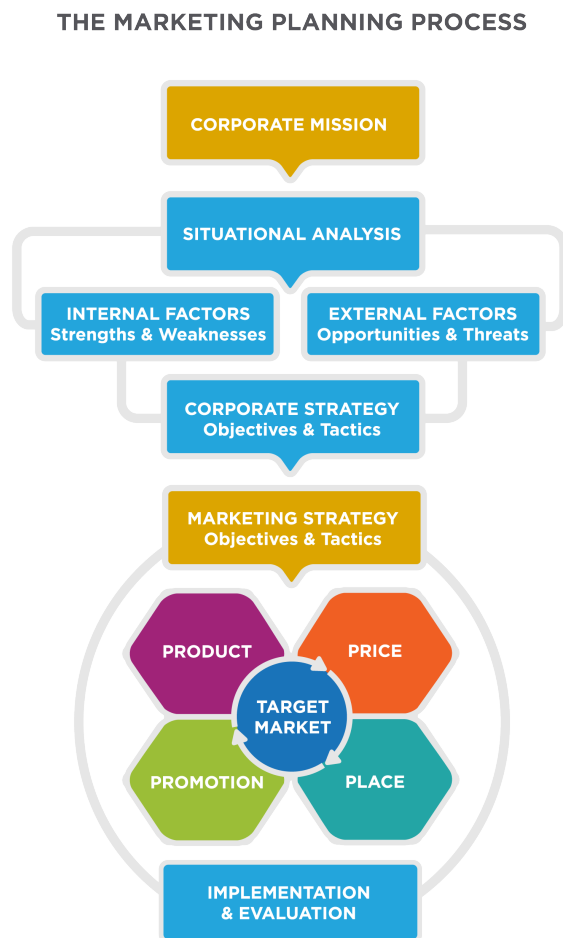 THE MARKETING PLANNING PROCESS
CORPORATE MISSION
SITUATIONAL ANALYSIS
INTERNAL FACTORS
Strengths & Weaknesses
EXTERNAL FACTORS
Opportunities & Threats
CORPORATE STRATEGY
Objectives & Tactics
MARKETING STRATEGY
Objectives & Tactics
PRODUCT
PRICE
TARGET
MARKET
PROMOTION
PLACE
IMPLEMENTATION
& EVALUATION